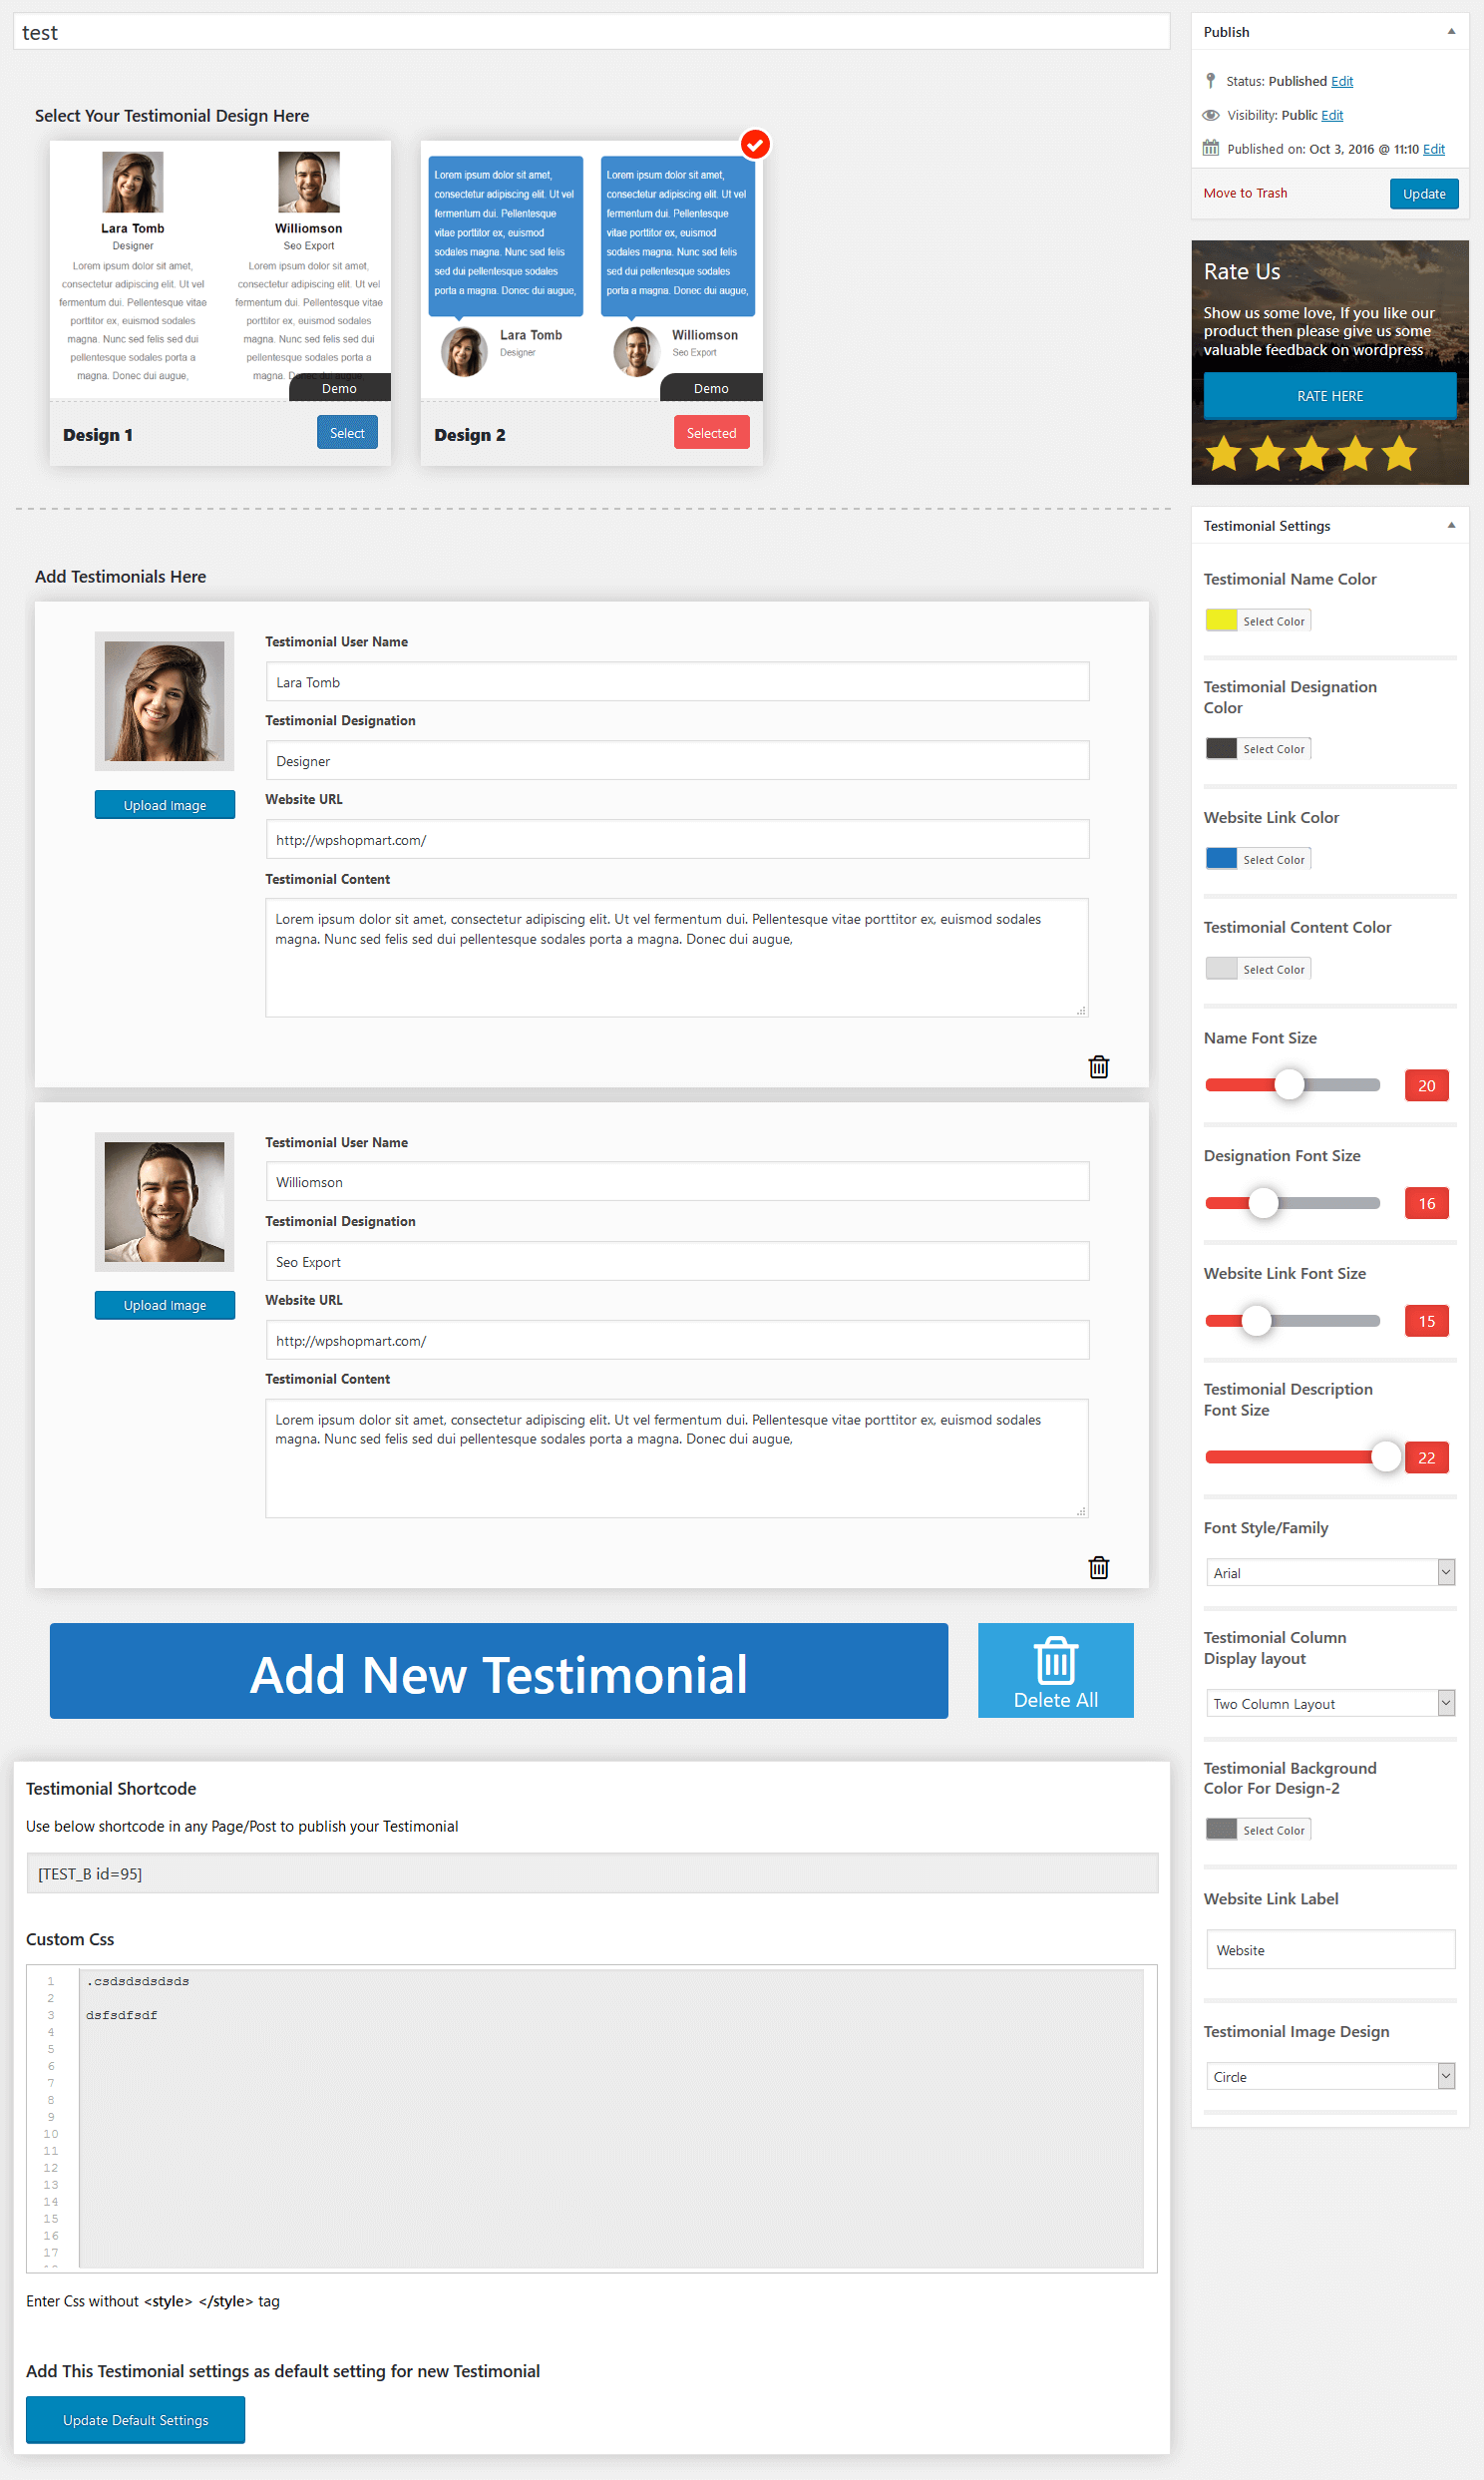 test
Select Your Testimonial Design Here
Lara Tomb
Designer
Lorem ipsum dolor sit amet,
consectetur adipiscing elit. Ut vel
fermentum dui. Pellentesque vitae
porttitor ex, euismod sodales
magna. Nunc sed felis sed dui
pellentesque sodales porta a
magna. Donec dui augue,
Williomson
Seo Export
Lorem ipsum dolor sit amet,
consectetur adipiscing elit. Ut vel
fermentum dui. Pellentesque vitae
porttitor ex, euismod sodales
magna. Nunc sed felis sed dui
pellentesque sodales porta a
magna. Donec dui augue,
Demo
Design 1
Select
Lorem ipsum dolor sit amet,
consectetur adipiscing elit. Ut vel
fermentum dui. Pellentesque
vitae porttitor ex, euismod
sodales magna. Nunc sed felis
sed dui pellentesque sodales
porta a magna. Donec dui augue,
Lara Tomb
Designer
Lorem ipsum dolor sit amet,
consectetur adipiscing elit. Ut vel
fermentum dui. Pellentesque
vitae porttitor ex, euismod
sodales magna. Nunc sed felis
sed dui pellentesque sodales
porta a magna. Donec dui augue,
Williomson
Seo Export
Demo
Design 2
Selected
Add Testimonials Here
Upload Image
Testimonial User Name
Lara Tomb
Testimonial Designation
Designer
Website URL
http://wpshopmart.com/
Testimonial Content
Lorem ipsum dolor sit amet, consectetur adipiscing elit. Ut vel fermentum dui. Pellentesque vitae porttitor ex, euismod sodales
magna. Nunc sed felis sed dui pellentesque sodales porta a magna. Donec dui augue,
Upload Image
Testimonial User Name
Williomson
Testimonial Designation
Seo Export
Website URL
http://wpshopmart.com/
Testimonial Content
Lorem ipsum dolor sit amet, consectetur adipiscing elit. Ut vel fermentum dui. Pellentesque vitae porttitor ex, euismod sodales
magna. Nunc sed felis sed dui pellentesque sodales porta a magna. Donec dui augue,
Add New Testimonial
Delete All
Testimonial Shortcode
Use below shortcode in any Page/Post to publish your Testimonial
[TEST_B id=95]
Custom Css
1 .csdsdsdsdsds
2
3 dsfsdfsdf
4
5
6
7
8
9
10
11
12
13
14
15
16
17
Enter Css without <style> </style> tag
Add This Testimonial settings as default setting for new Testimonial
Update Default Settings
Publish
Status: Published Edit
Visibility: Public Edit
Published on: Oct 3, 2016 @ 11:10 Edit
Move to Trash
Update
Rate Us
Show us some love, If you like our
product then please give us some
valuable feedback on wordpress
RATE HERE
Testimonial Settings
Testimonial Name Color
Select Color
Testimonial Designation
Color
Select Color
Website Link Color
Select Color
Testimonial Content Color
Select Color
Name Font Size
20
Designation Font Size
16
Website Link Font Size
15
Testimonial Description
Font Size
22
Font Style/Family
Arial
Testimonial Column
Display layout
Two Column Layout
Testimonial Background
Color For Design-2
Select Color
Website Link Label
Website
Testimonial Image Design
Circle